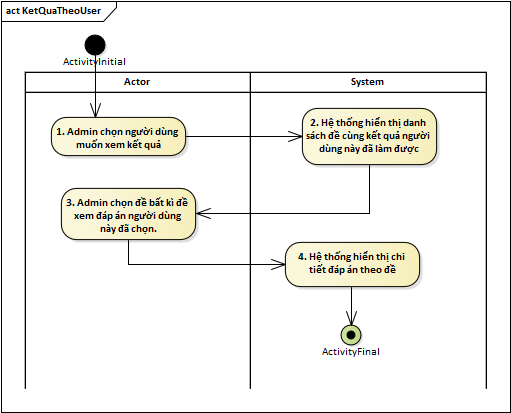 act KetQuaTheoUser
ActivityInitial
Actor
System
1. Admin chọn người dùng
muốn xem kết quả
2. Hệ thống hiển thị danh
sách đề cùng kết quả người
dùng này đã làm được
3. Admin chọn đề bất kì đề
xem đáp án người dùng
này đã chọn.
4. Hệ thống hiển thị chi
tiết đáp án theo đề
ActivityFinal